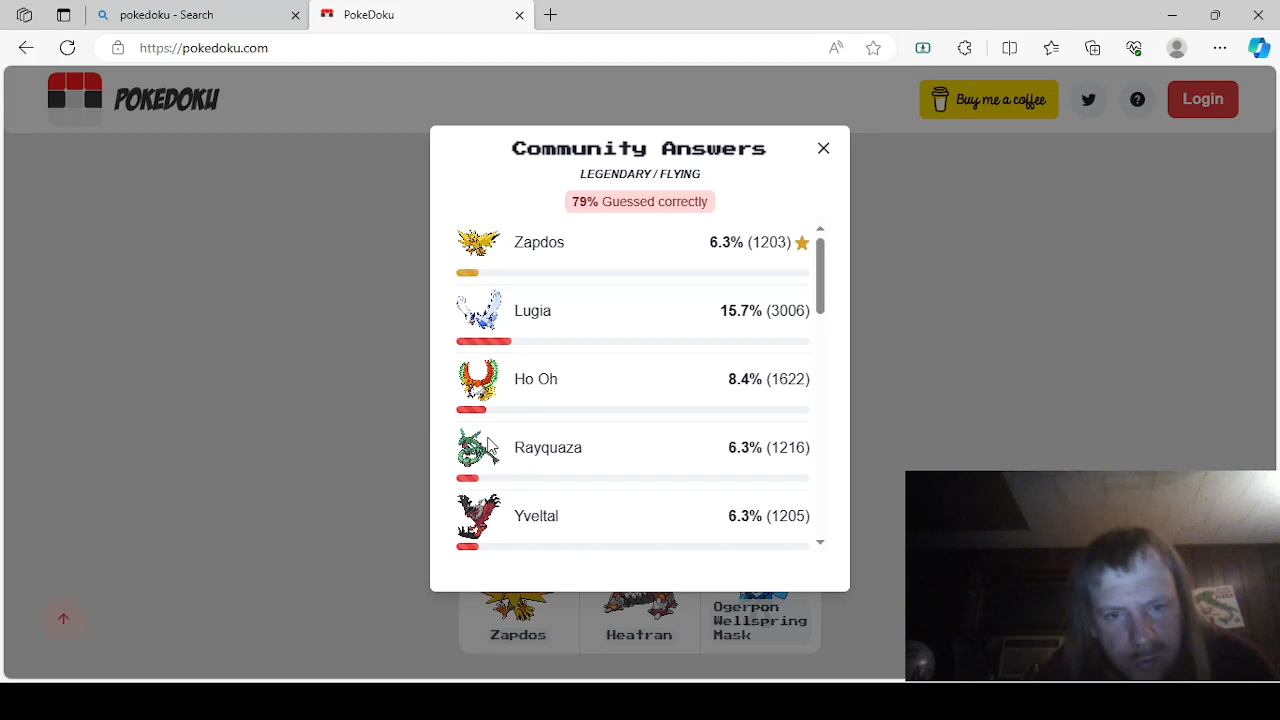 pokedoku - Search
PokeDoku
https://pokedoku.com
POKEDOKU
Buy me a coffee
Login
Community Answers
LEGENDARY / FLYING
79% Guessed correctly
Zapdos 6.3% (1203)
Lugia 15.7% (3006)
Ho Oh 8.4% (1622)
Rayquaza 6.3% (1216)
Yveltal 6.3% (1205)
Zapdos
Heatran
Ogerpon
Wellspring
Mask